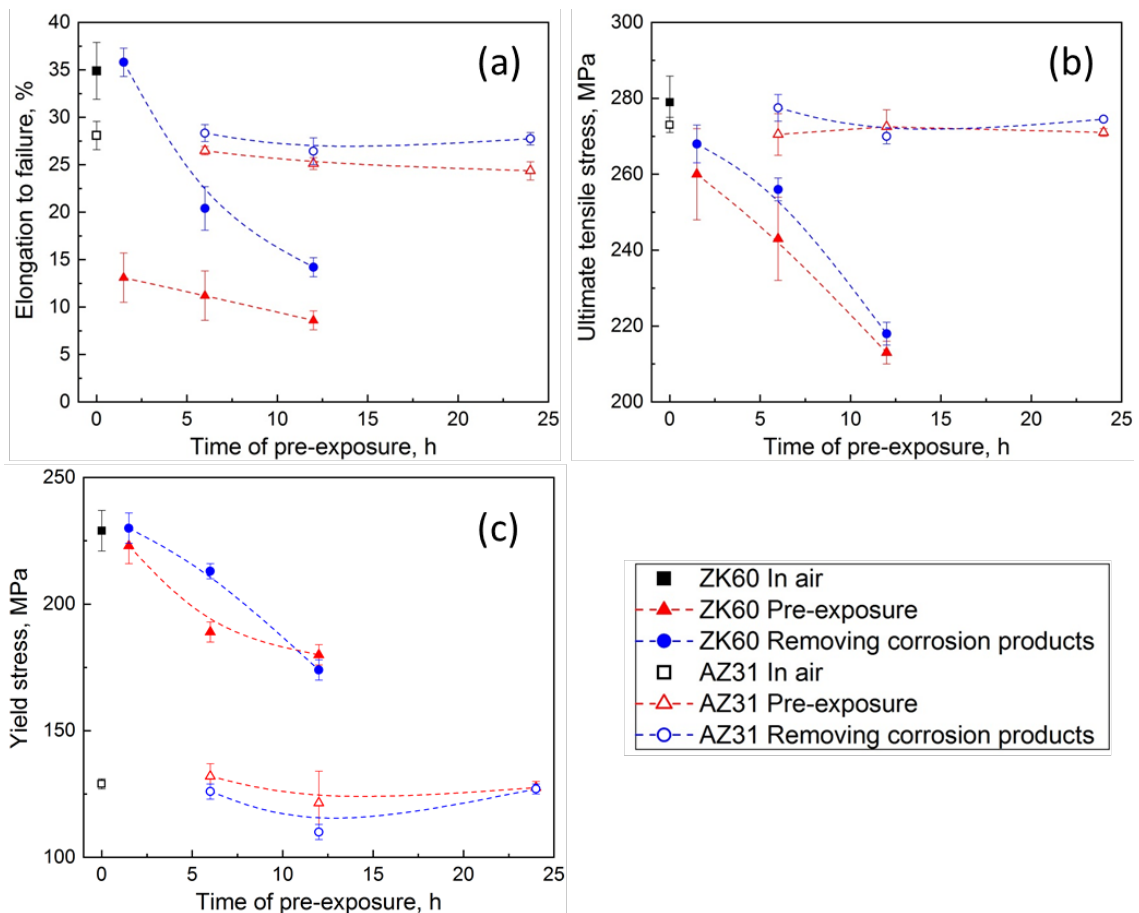 (a)
Elongation to failure, %
40
35
30
25
20
15
10
5
0
0 5 10 15 20 25
Time of pre-exposure, h
(b)
Ultimate tensile stress, MPa
300
280
260
240
220
200
0 5 10 15 20 25
Time of pre-exposure, h
(c)
Yield stress, MPa
250
200
150
100
0 5 10 15 20 25
Time of pre-exposure, h
ZK60 In air
ZK60 Pre-exposure
ZK60 Removing corrosion products
AZ31 In air
AZ31 Pre-exposure
AZ31 Removing corrosion products